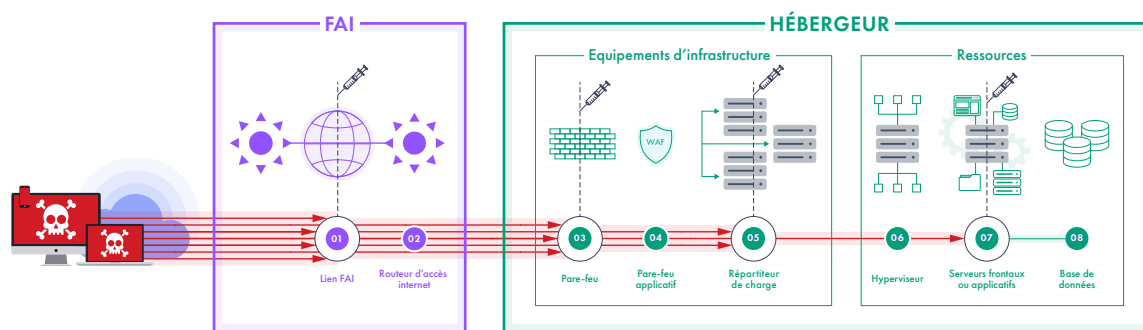 FAI
HÉBERGEUR
Equipements d’infrastructure
Ressources
WAF
01
02
03
04
05
06
07
08
Lien FAI
Routeur d’accès
internet
Pare-feu
Pare-feu
applicatif
Répartiteur
de charge
Hyperviseur
Serveurs frontaux
ou applicatifs
Base de
données